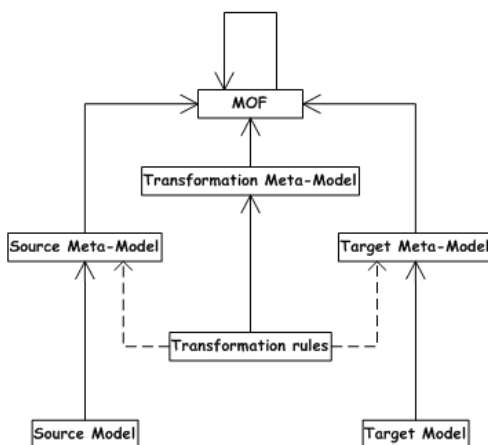 MOF
Transformation Meta-Model
Source Meta-Model
Target Meta-Model
Transformation rules
Source Model
Target Model